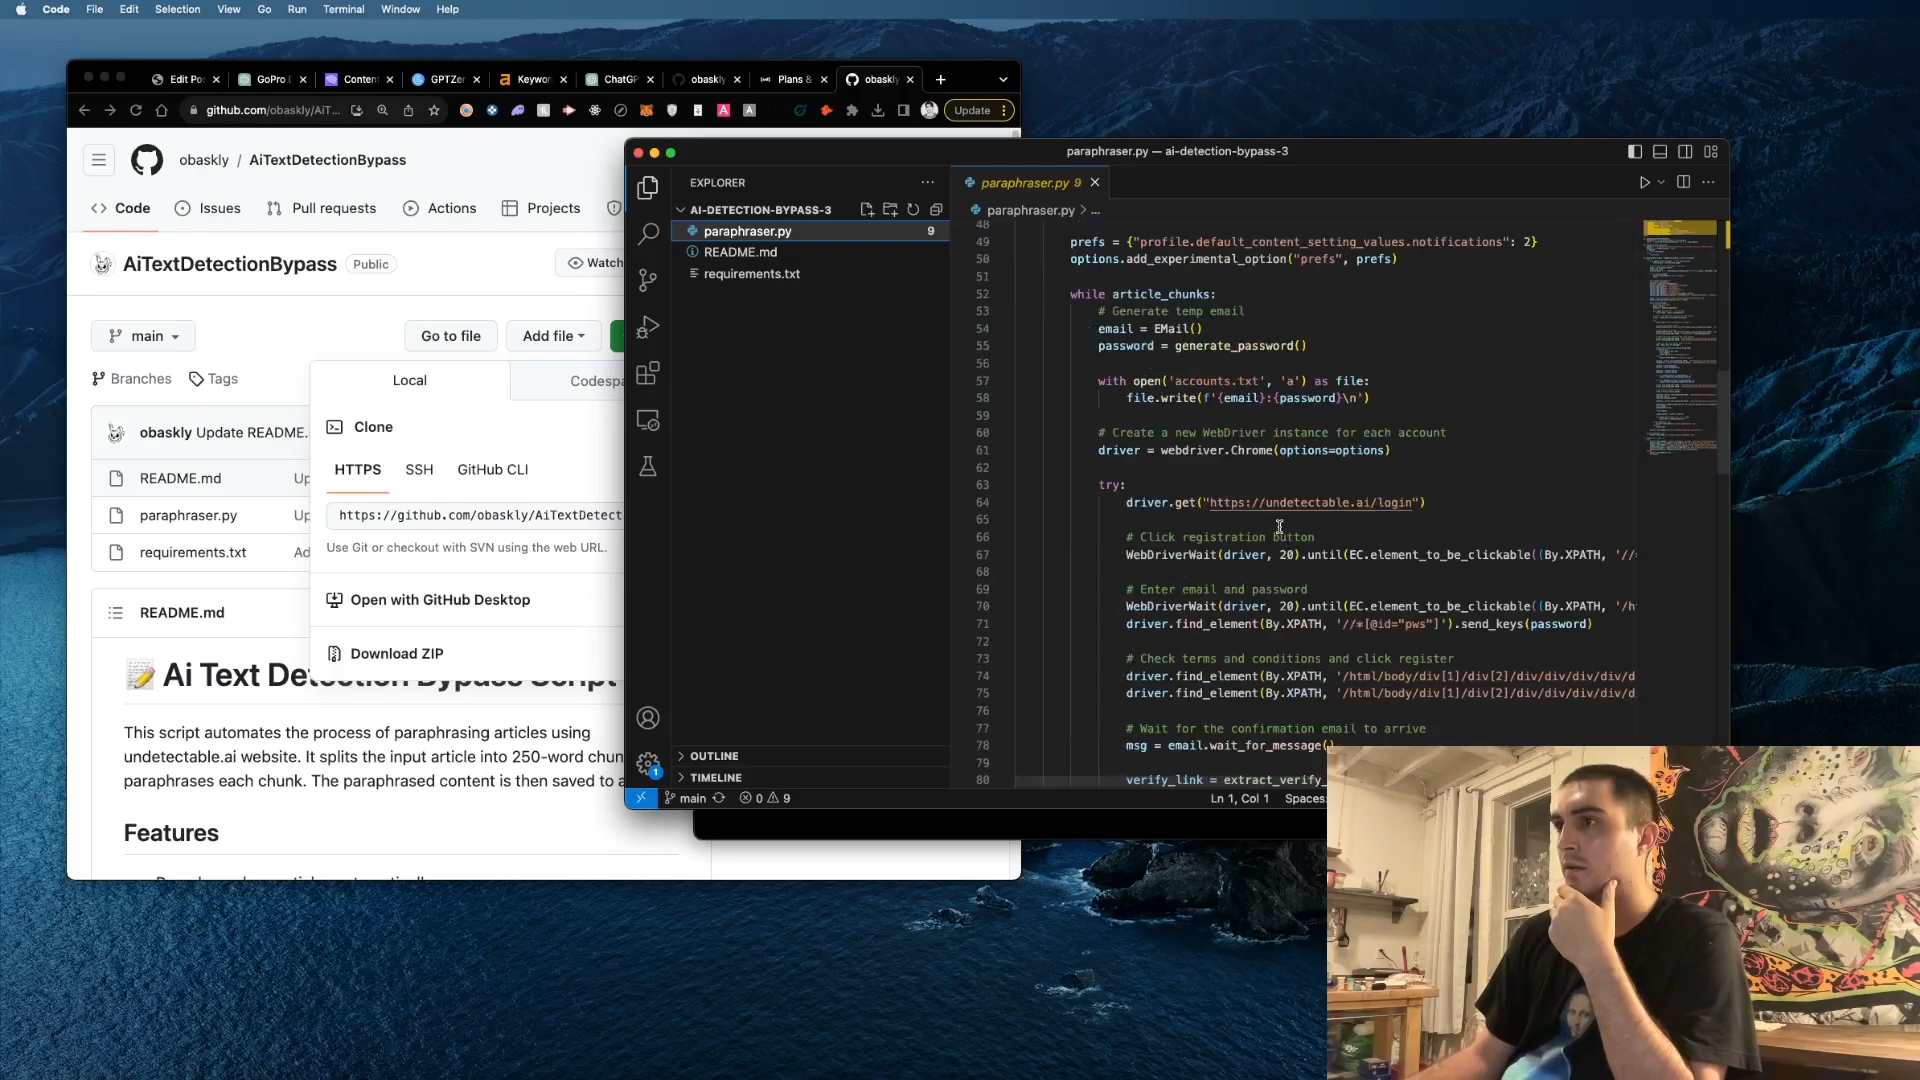 Code File Edit Selection View Go Run Terminal Window Help
Edit Po
GoPro
Content
GPTZer
Keywor
ChatGP
obaskly
Plans &
obaskly
github.com/obaskly/AiT...
Update
obaskly / AiTextDetectionBypass
Code
Issues
Pull requests
Actions
Projects
AiTextDetectionBypass
Public
Watch
main
Go to file
Add file
Branches
Tags
Local
Codespa
obaskly Update README.
Clone
HTTPS
SSH
GitHub CLI
README.md
Up
paraphraser.py
Up
https://github.com/obaskly/AiTextDetect
requirements.txt
Ad
Use Git or checkout with SVN using the web URL.
Open with GitHub Desktop
README.md
Download ZIP
Ai Text Detection Bypass Script
This script automates the process of paraphrasing articles using
undetectable.ai website. It splits the input article into 250-word chun
paraphrases each chunk. The paraphrased content is then saved to a
Features
paraphraser.py — ai-detection-bypass-3
EXPLORER
AI-DETECTION-BYPASS-3
paraphraser.py 9
README.md
requirements.txt
OUTLINE
TIMELINE
paraphraser.py 9
paraphraser.py > ...
48
49 prefs = {"profile.default_content_setting_values.notifications": 2}
50 options.add_experimental_option("prefs", prefs)
51
52 while article_chunks:
53 # Generate temp email
54 email = EMail()
55 password = generate_password()
56
57 with open('accounts.txt', 'a') as file:
58 file.write(f'{email}:{password}\n')
59
60 # Create a new WebDriver instance for each account
61 driver = webdriver.Chrome(options=options)
62
63 try:
64 driver.get("https://undetectable.ai/login")
65
66 # Click registration button
67 WebDriverWait(driver, 20).until(EC.element_to_be_clickable((By.XPATH, '//
68
69 # Enter email and password
70 WebDriverWait(driver, 20).until(EC.element_to_be_clickable((By.XPATH, '/h
71 driver.find_element(By.XPATH, '//*[@id="pws"]').send_keys(password)
72
73 # Check terms and conditions and click register
74 driver.find_element(By.XPATH, '/html/body/div[1]/div[2]/div/div/div/div/d
75 driver.find_element(By.XPATH, '/html/body/div[1]/div[2]/div/div/div/div/d
76
77 # Wait for the confirmation email to arrive
78 msg = email.wait_for_message()
79
80 verify_link = extract_verify_
main
0
9
Ln 1, Col 1
Spaces:
1